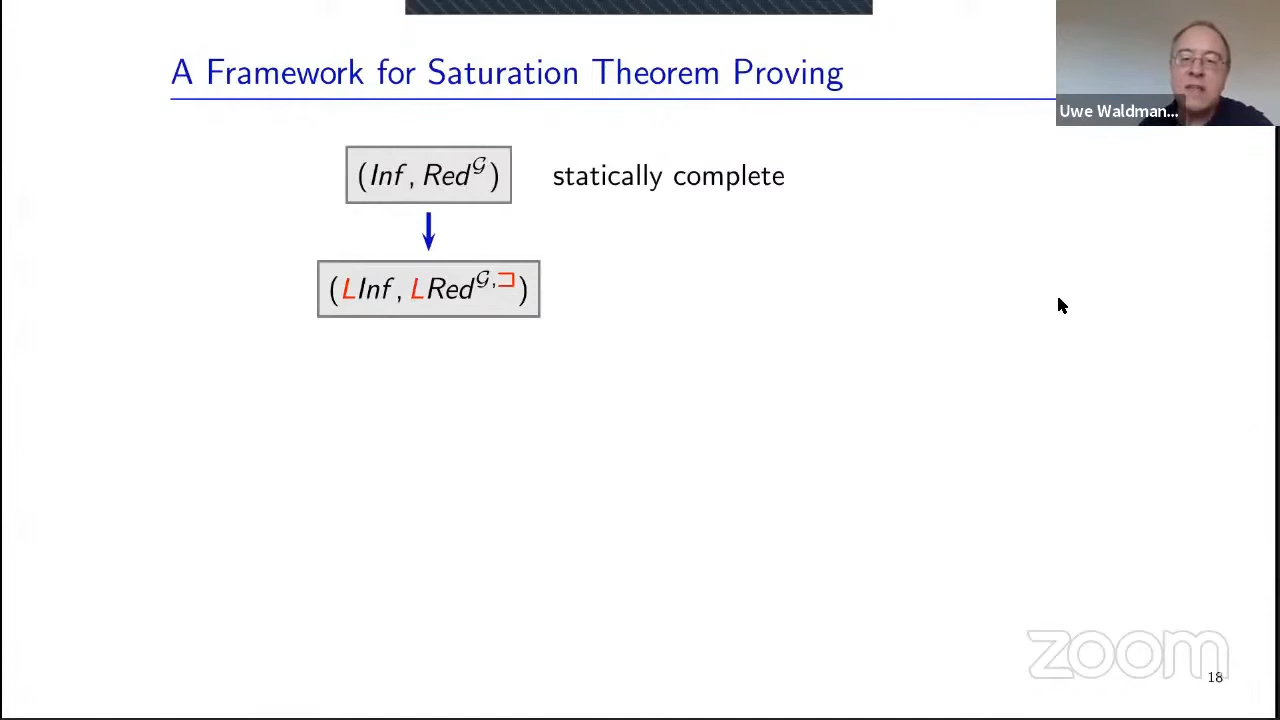 A Framework for Saturation Theorem Proving
Uwe Waldman...
(Inf, Red^𝒢) statically complete
(LInf, LRed^𝒢,⊐)
zoom
18